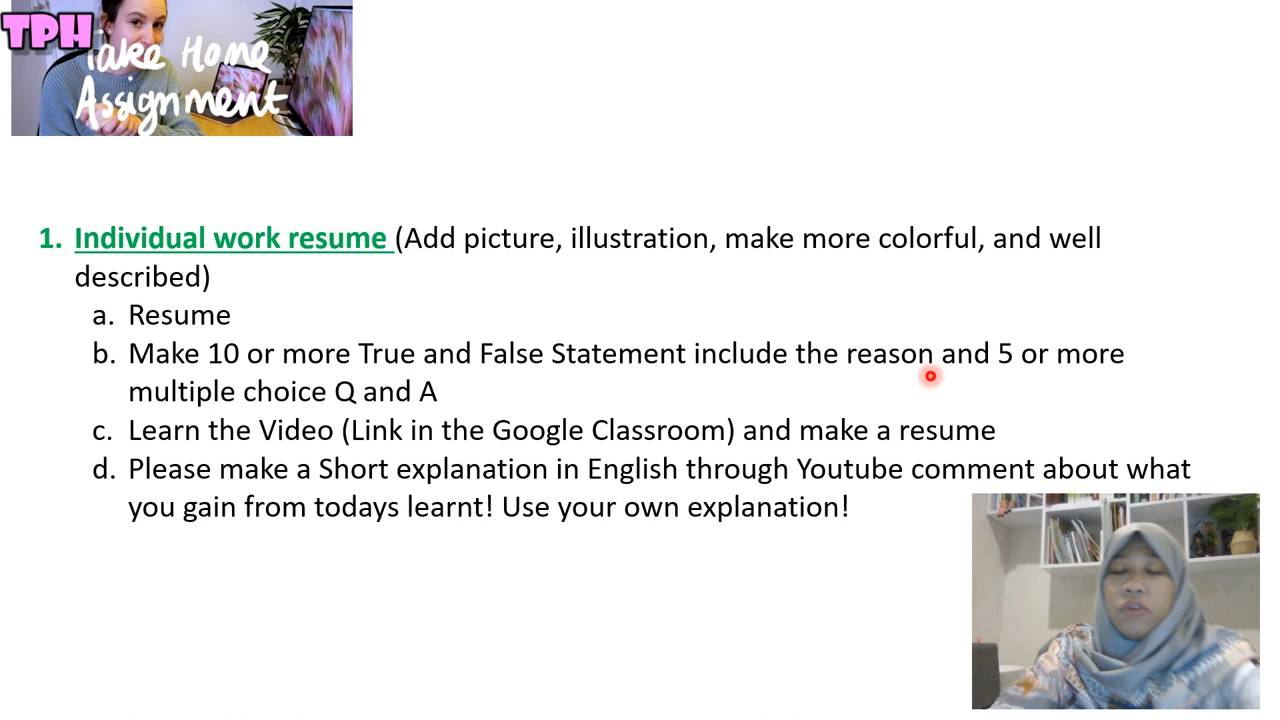 TPH
Take Home
Assignment
1. Individual work resume (Add picture, illustration, make more colorful, and well
described)
a. Resume
b. Make 10 or more True and False Statement include the reason and 5 or more
multiple choice Q and A
c. Learn the Video (Link in the Google Classroom) and make a resume
d. Please make a Short explanation in English through Youtube comment about what
you gain from todays learnt! Use your own explanation!